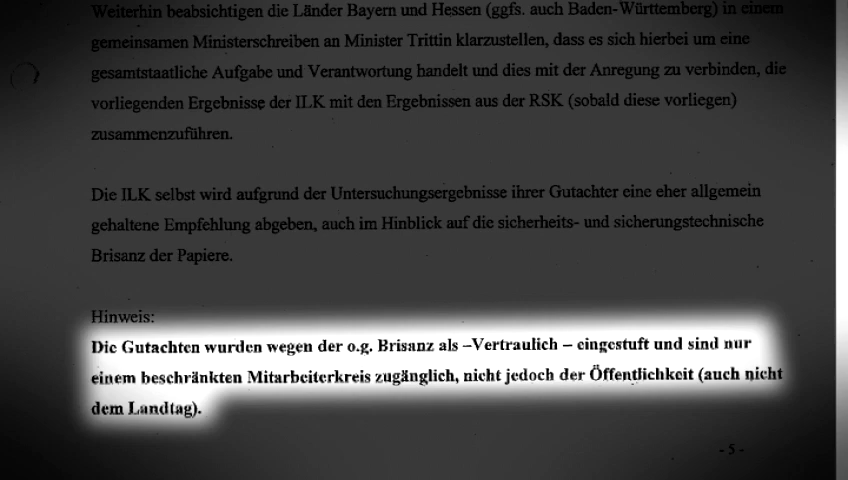 Weiterhin beabsichtigen die Länder Bayern und Hessen (ggfs. auch Baden-Württemberg) in einem
gemeinsamen Ministerschreiben an Minister Trittin klarzustellen, dass es sich hierbei um eine
gesamtstaatliche Aufgabe und Verantwortung handelt und dies mit der Anregung zu verbinden, die
vorliegenden Ergebnisse der ILK mit den Ergebnissen aus der RSK (sobald diese vorliegen)
zusammenzuführen.
Die ILK selbst wird aufgrund der Untersuchungsergebnisse ihrer Gutachter eine eher allgemein
gehaltene Empfehlung abgeben, auch im Hinblick auf die sicherheits- und sicherungstechnische
Brisanz der Papiere.
Hinweis:
Die Gutachten wurden wegen der o.g. Brisanz als –Vertraulich – eingestuft und sind nur
einem beschränkten Mitarbeiterkreis zugänglich, nicht jedoch der Öffentlichkeit (auch nicht
dem Landtag).
- 5 -